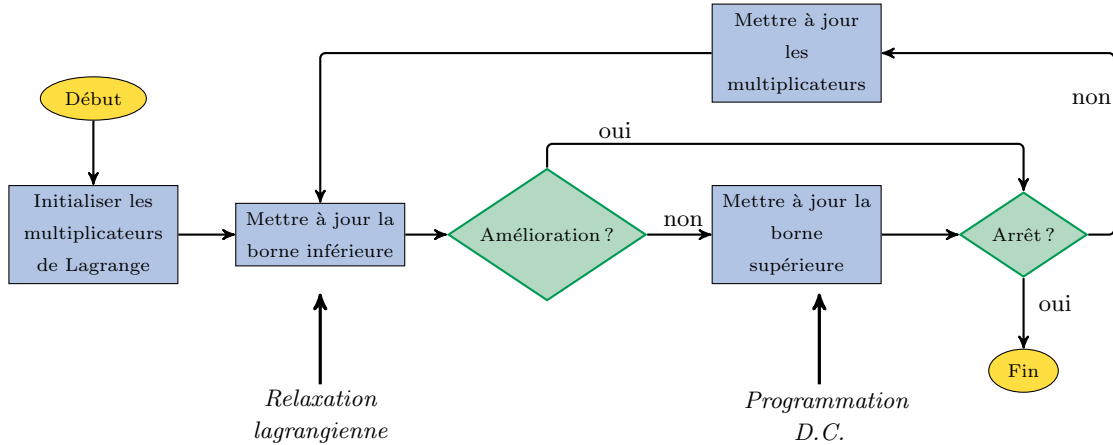 Mettre à jour
les
multiplicateurs
non
Début
oui
Initialiser les
multiplicateurs
de Lagrange
Mettre à jour la
borne inférieure
Amélioration ?
non
Mettre à jour la
borne
supérieure
Arrêt ?
oui
Fin
Relaxation
lagrangienne
Programmation
D.C.